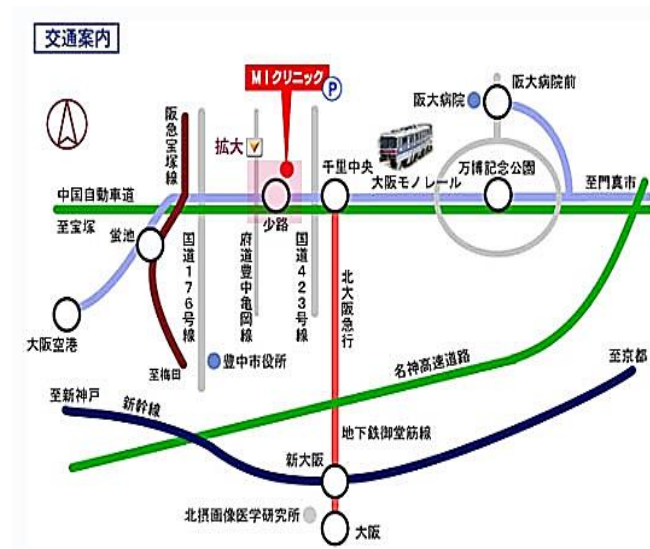 交通案内
MIクリニック
P
阪大病院前
阪大病院
阪急宝塚線
拡大
千里中央
大阪モノレール
万博記念公園
至門真市
中国自動車道
至宝塚
少路
蛍池
国道176号線
府道豊中亀岡線
国道423号線
北大阪急行
大阪空港
豊中市役所
至梅田
名神高速道路
至京都
至新神戸
新幹線
地下鉄御堂筋線
新大阪
北摂画像医学研究所
大阪